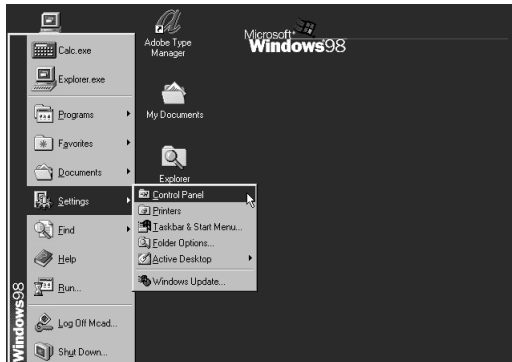 Adobe Type
Manager
Microsoft
Windows98
Calc.exe
Explorer.exe
Programs
My Documents
Favorites
Documents
Explorer
Settings
Control Panel
Printers
Taskbar & Start Menu...
Find
Folder Options...
Help
Active Desktop
Run...
Windows Update...
Log Off Mcad...
Shut Down...
Windows98